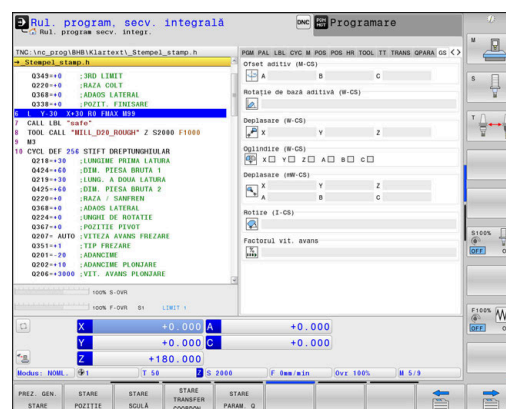 Rul. program, secv. integrală
Rul. program secv. integr.
DNC
Programare
TNC:\nc_prog\BHB\Klartext\_Stempel_stamp.h
→_Stempel_stamp.h
Q349=+0 ;3RD LIMIT
Q220=+0 ;RAZA COLT
Q368=+0 ;ADAOS LATERAL
Q338=+0 ;POZIT. FINISARE
6 L Y-30 X+30 R0 FMAX M99
7 CALL LBL "safe"
8 TOOL CALL "MILL_D20_ROUGH" Z S2000 F1000
9 M3
10 CYCL DEF 256 STIFT DREPTUNGHIULAR
Q218=+30 ;LUNGIME PRIMA LATURA
Q424=+60 ;DIM. PIESA BRUTA 1
Q219=+30 ;LUNG. A DOUA LATURA
Q425=+60 ;DIM. PIESA BRUTA 2
Q220=+0 ;RAZA / SANFREN
Q368=+0 ;ADAOS LATERAL
Q224=+0 ;UNGHI DE ROTATIE
Q367=+0 ;POZITIE PIVOT
Q207= AUTO ;VITEZA AVANS FREZARE
Q351=+1 ;TIP FREZARE
Q201=-20 ;ADANCIME
Q202=+10 ;ADANCIME PLONJARE
Q206=+3000 ;VIT. AVANS PLONJARE
100% S-OVR
100% F-OVR S1 LIMIT 1
PGM PAL LBL CYC M POS POS HR TOOL TT TRANS QPARA GS
Ofset aditiv (M-CS)
A B C
Rotaţie de bază aditivă (W-CS)
Deplasare (W-CS)
X Y Z
Oglindire (W-CS)
X Y Z A B C
Deplasare (mW-CS)
X Y Z
A B C
Rotire (I-CS)
Factorul vit. avans
X +0.000 A +0.000
Y +0.000 C +0.000
Z +180.000
Modus: NOML. 1 T 50 Z S 2000 F 0mm/min Ovr 100% M 5/9
PREZ. GEN. STARE
STARE POZIŢIE
STARE SCULĂ
STARE TRANSFER COORDON.
STARE PARAM. Q
M
S
T
S100%
OFF
F100%
OFF